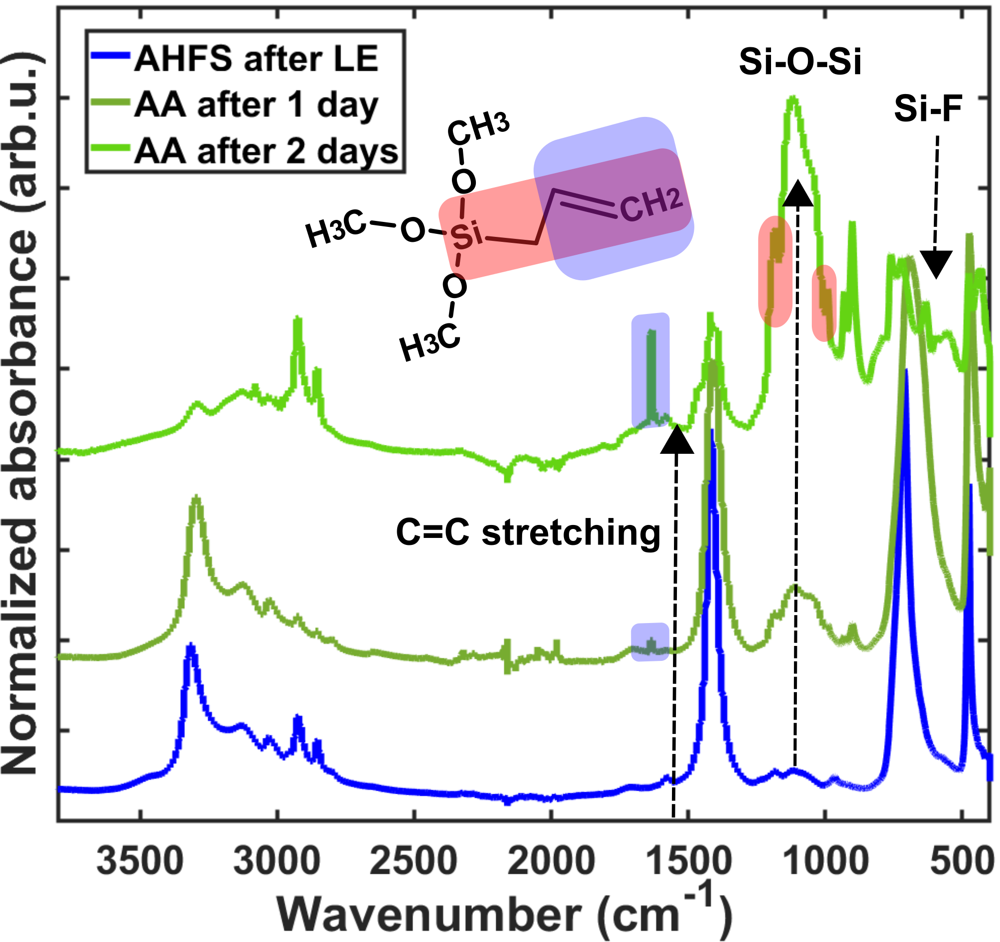 AHFS after LE
AA after 1 day
AA after 2 days
Si-O-Si
Si-F
CH3
O
H3C
O
Si
CH2
O
H3C
C=C stretching
Normalized absorbance (arb.u.)
3500
3000
2500
2000
1500
1000
500
Wavenumber (cm-1)